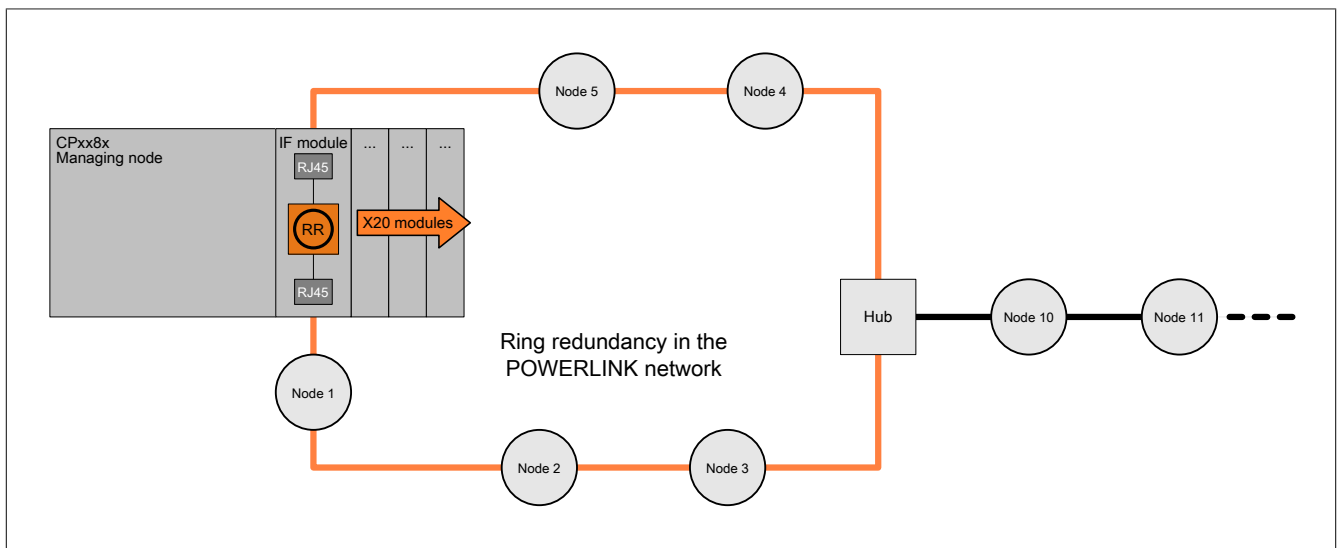 Node 5
Node 4
CPxx8x
Managing node
IF module
...
...
...
RJ45
RR
X20 modules
RJ45
Hub
Node 10
Node 11
Ring redundancy in the
POWERLINK network
Node 1
Node 2
Node 3